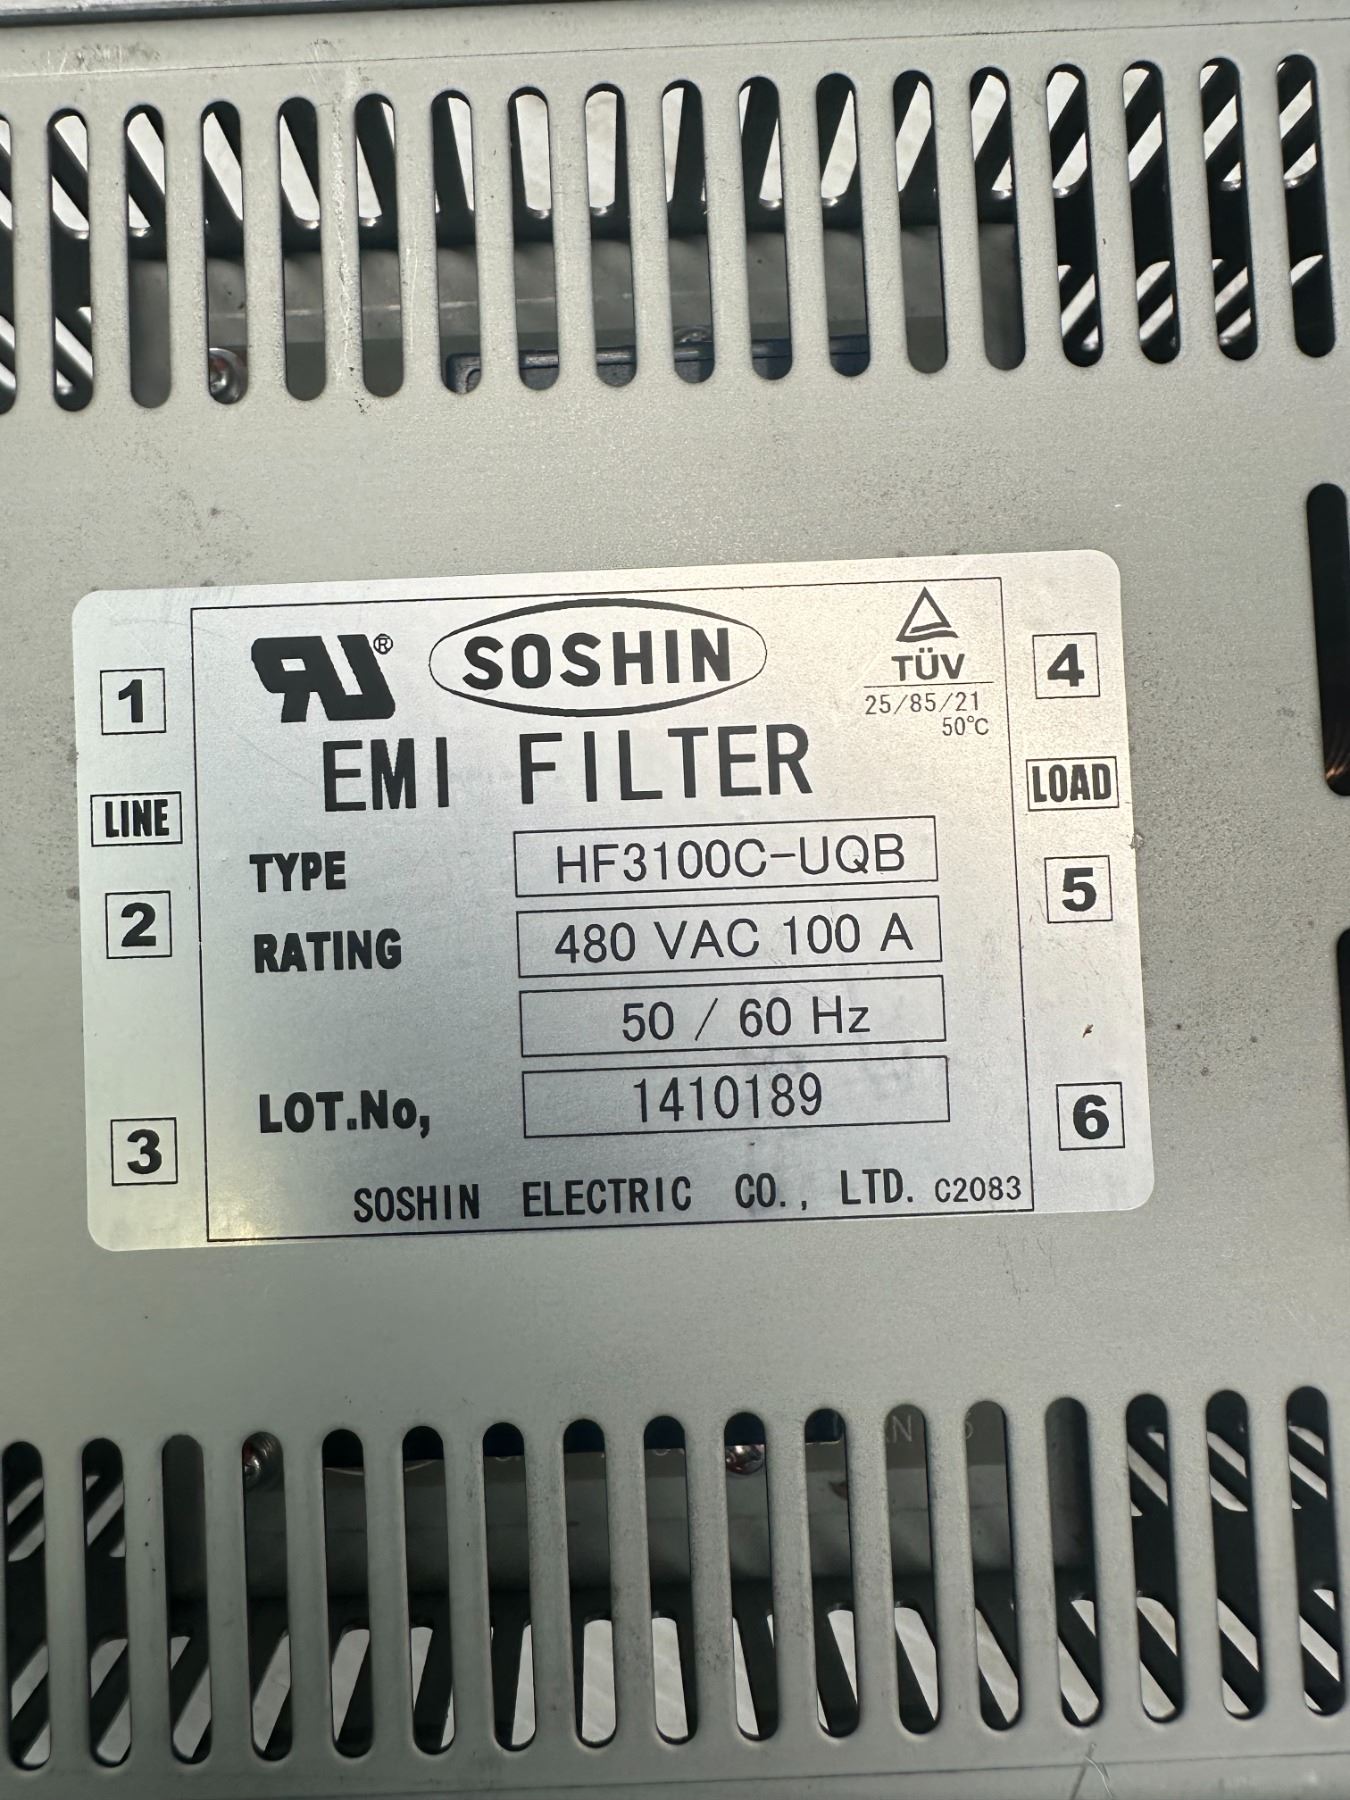 RU®
SOSHIN
TÜV
25/85/21
50℃
EMI FILTER
1
LINE
2
3
TYPE HF3100C-UQB
RATING 480 VAC 100 A
50 / 60 Hz
LOT.No, 1410189
SOSHIN ELECTRIC CO., LTD. C2083
4
LOAD
5
6